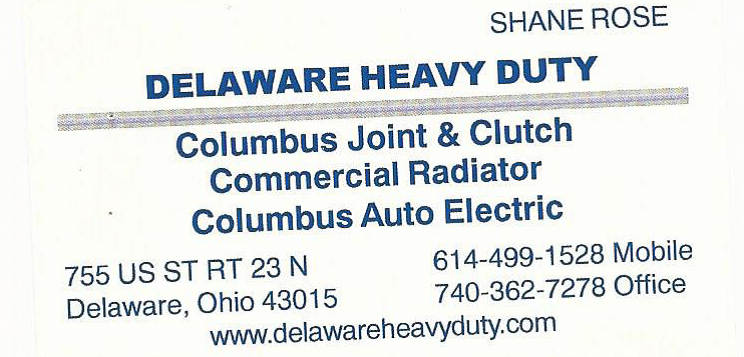 SHANE ROSE
DELAWARE HEAVY DUTY
Columbus Joint & Clutch
Commercial Radiator
Columbus Auto Electric
755 US ST RT 23 N
614-499-1528 Mobile
Delaware, Ohio 43015
740-362-7278 Office
www.delawareheavyduty.com